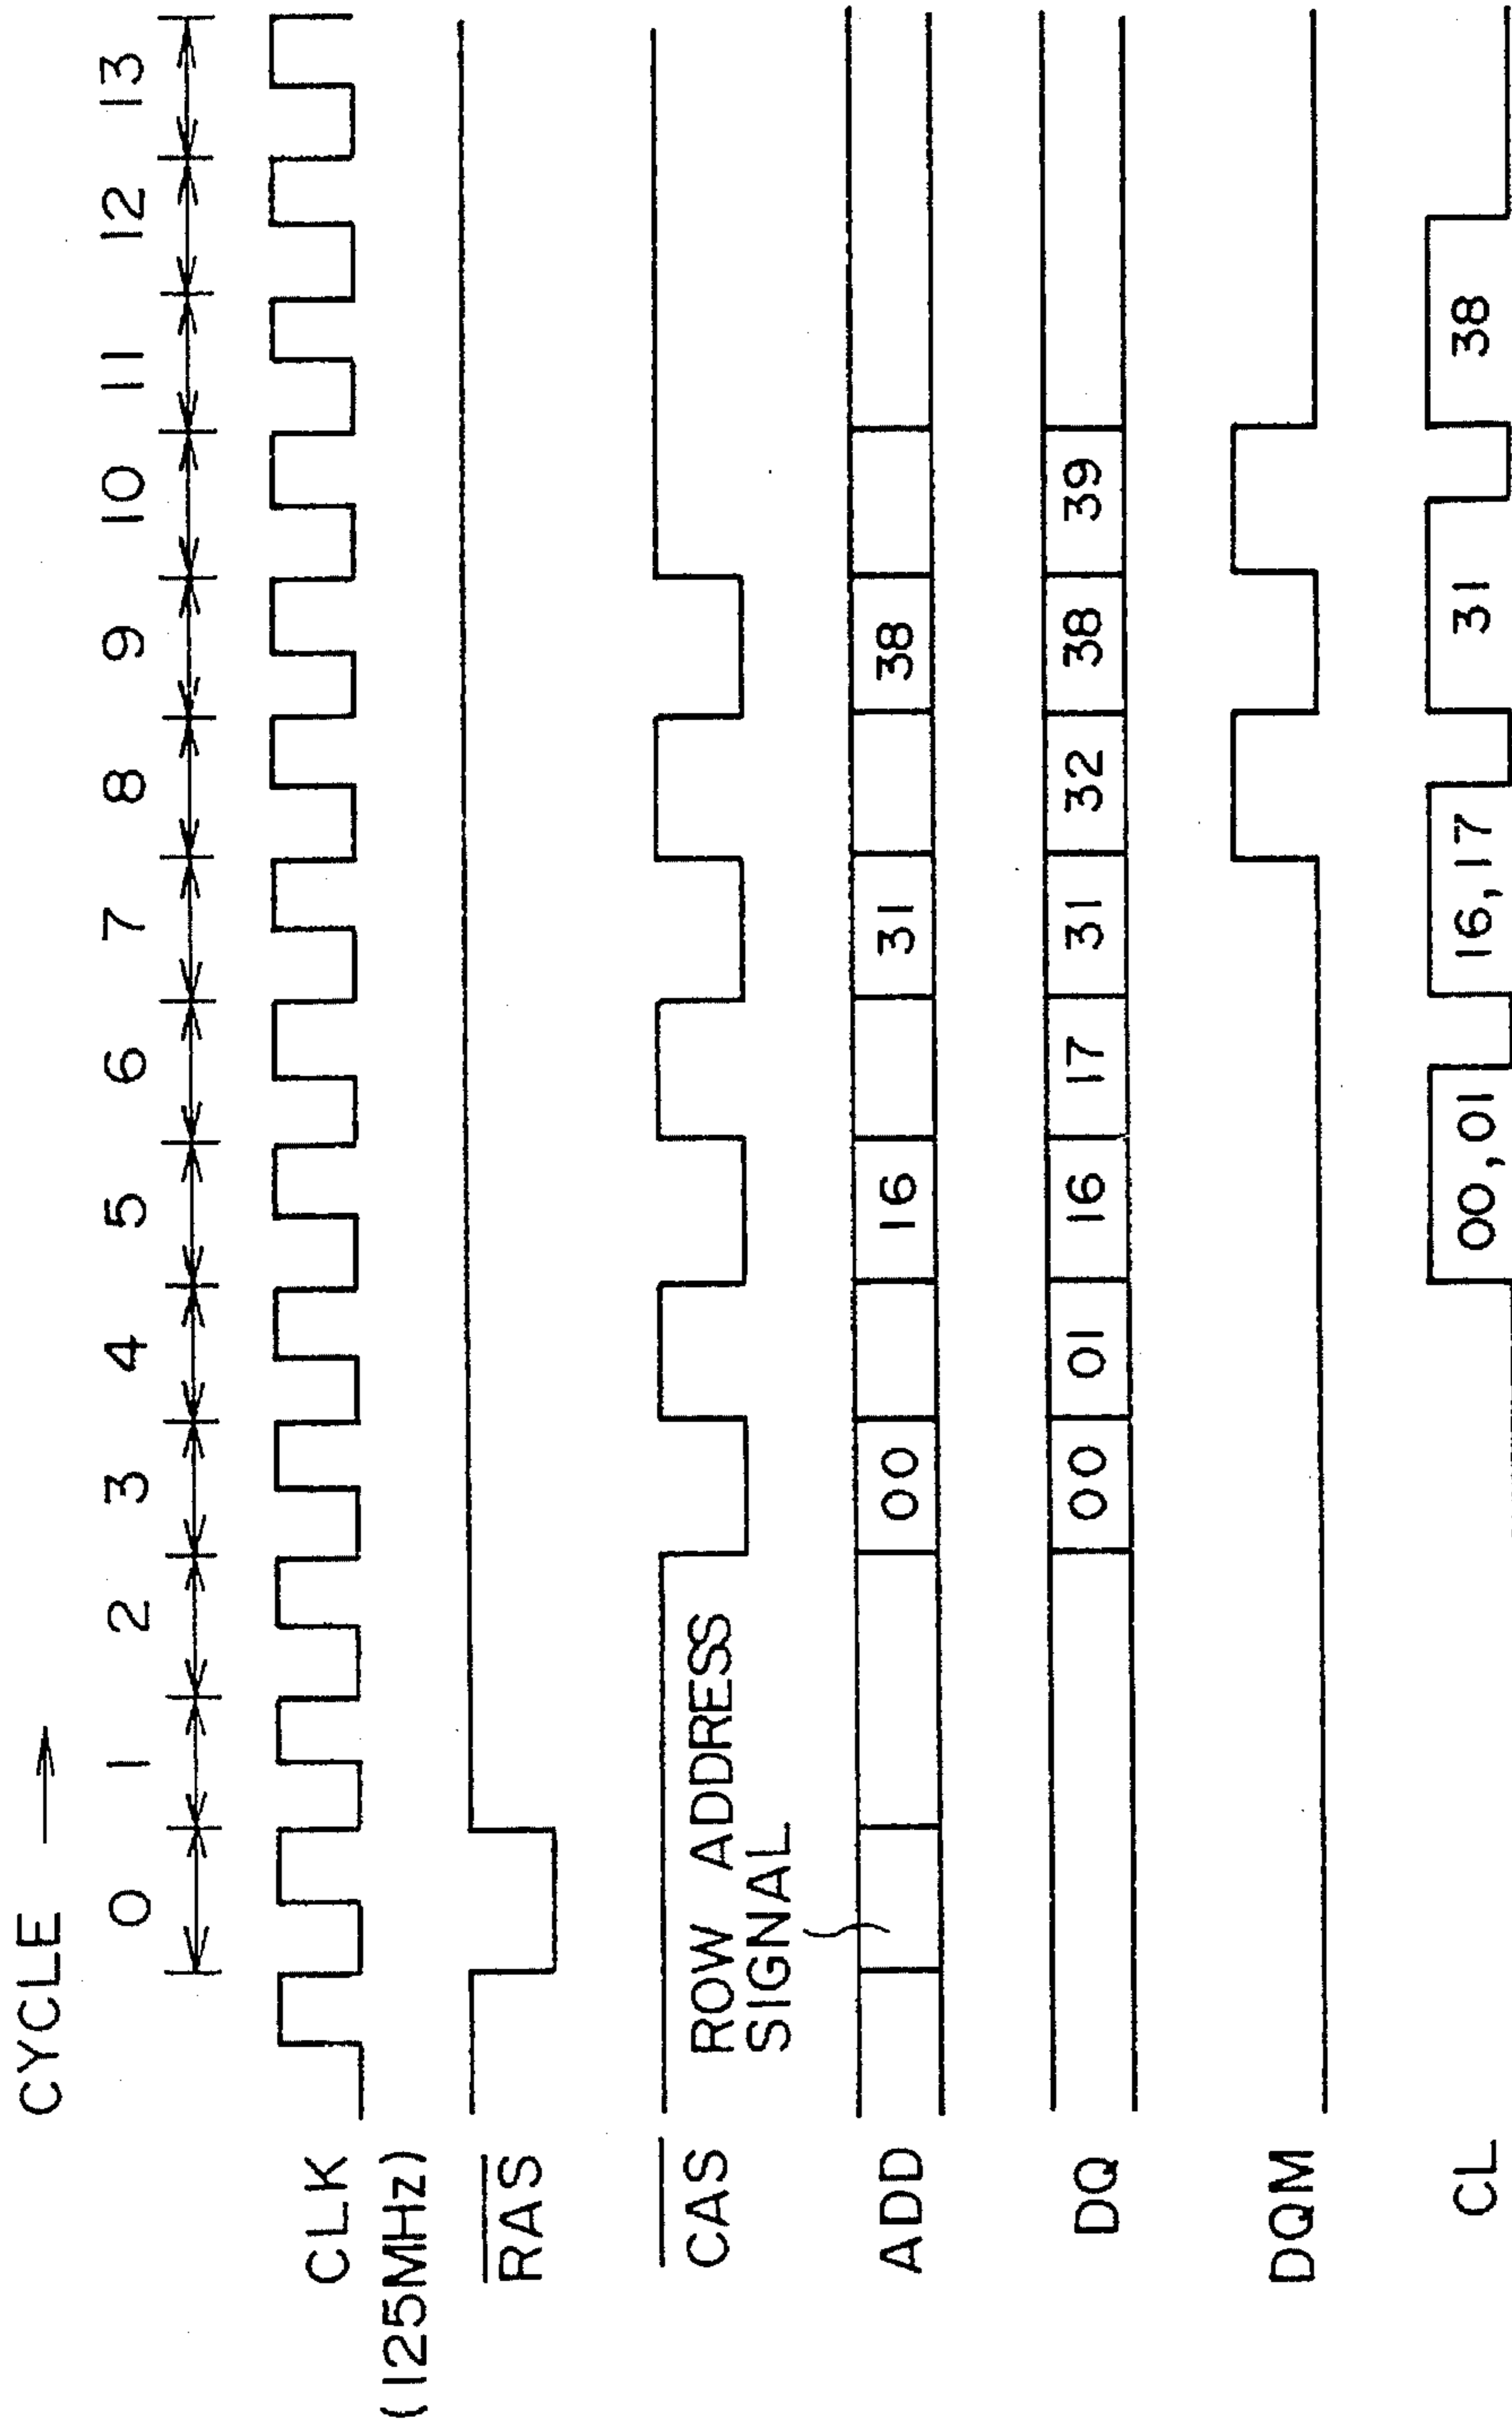 CYCLE →
0 1 2 3 4 5 6 7 8 9 10 11 12 13
CLK
(125MHz)
RAS
CAS
ROW ADDRESS
SIGNAL
ADD 00 16 31 38
DQ 00 01 16 17 31 32 38 39
DQM
CL 00,01 16,17 31 38